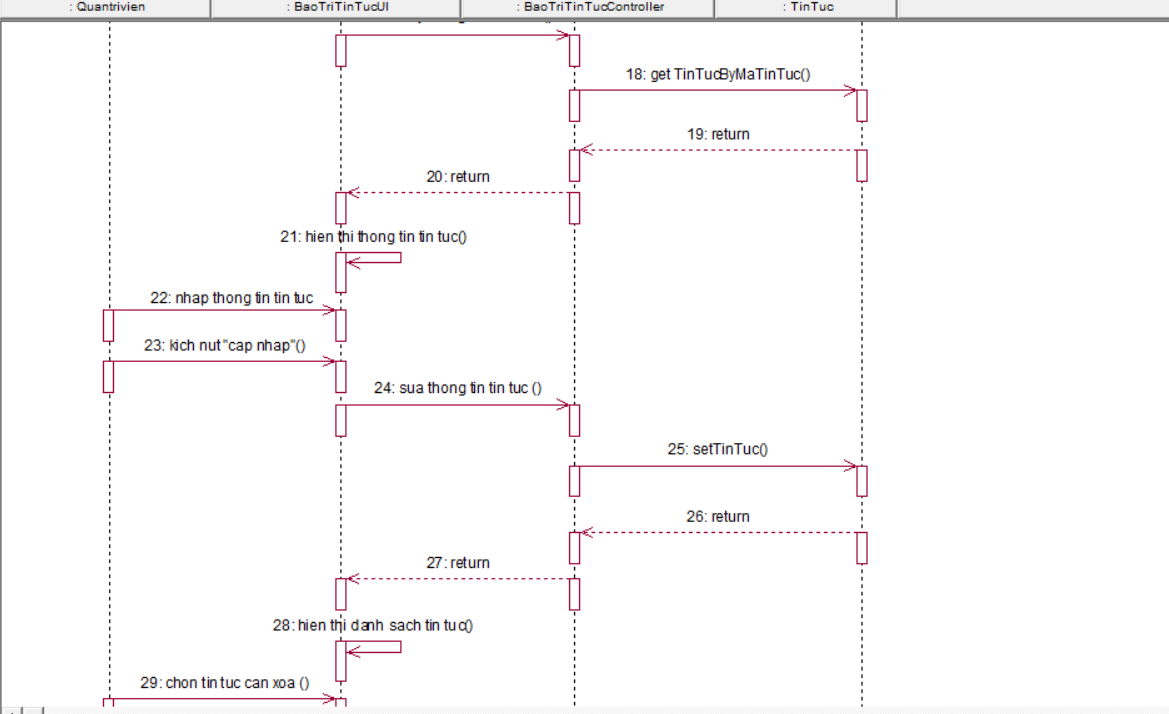 : Quantrivien
: BaoTriTinTucUI
: BaoTriTinTucController
: TinTuc
18: get TinTucByMaTinTuc()
19: return
20: return
21: hien thi thong tin tin tuc()
22: nhap thong tin tin tuc
23: kich nut "cap nhap"()
24: sua thong tin tin tuc ()
25: setTinTuc()
26: return
27: return
28: hien thi danh sach tin tuc()
29: chon tin tuc can xoa ()